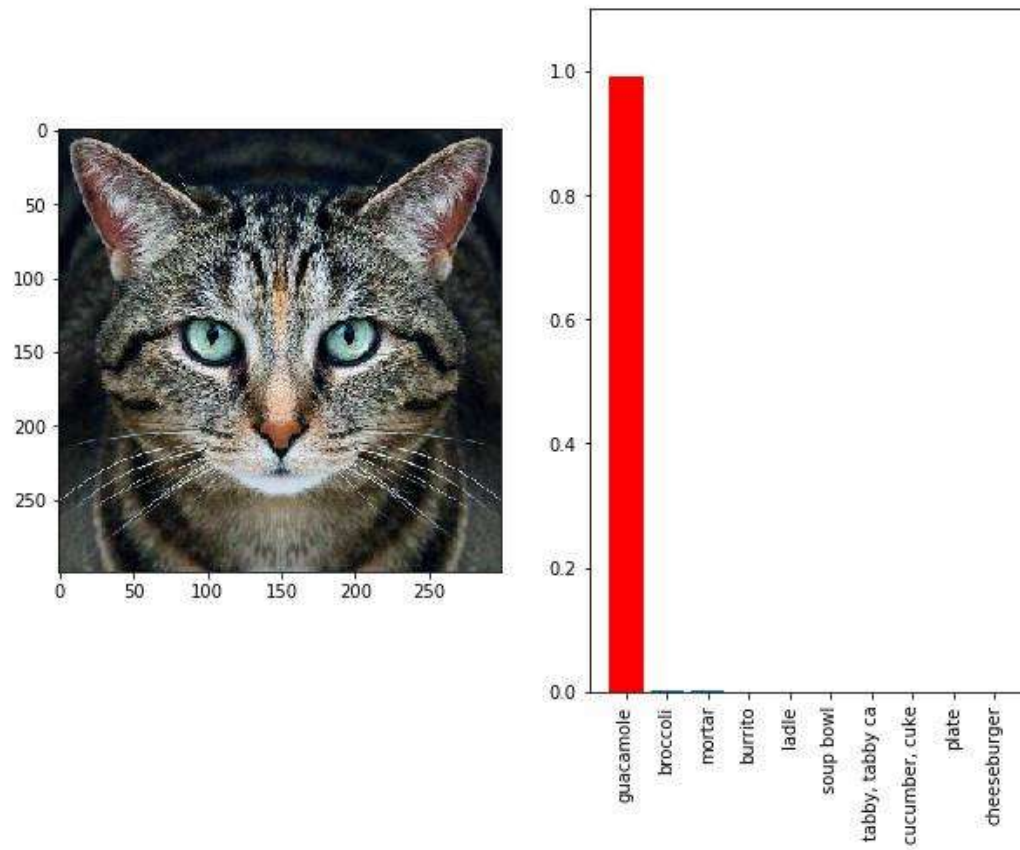 0
50
100
150
200
250
0 50 100 150 200 250
1.0
0.8
0.6
0.4
0.2
0.0
guacamole
broccoli
mortar
burrito
ladle
soup bowl
tabby, tabby ca
cucumber, cuke
plate
cheeseburger